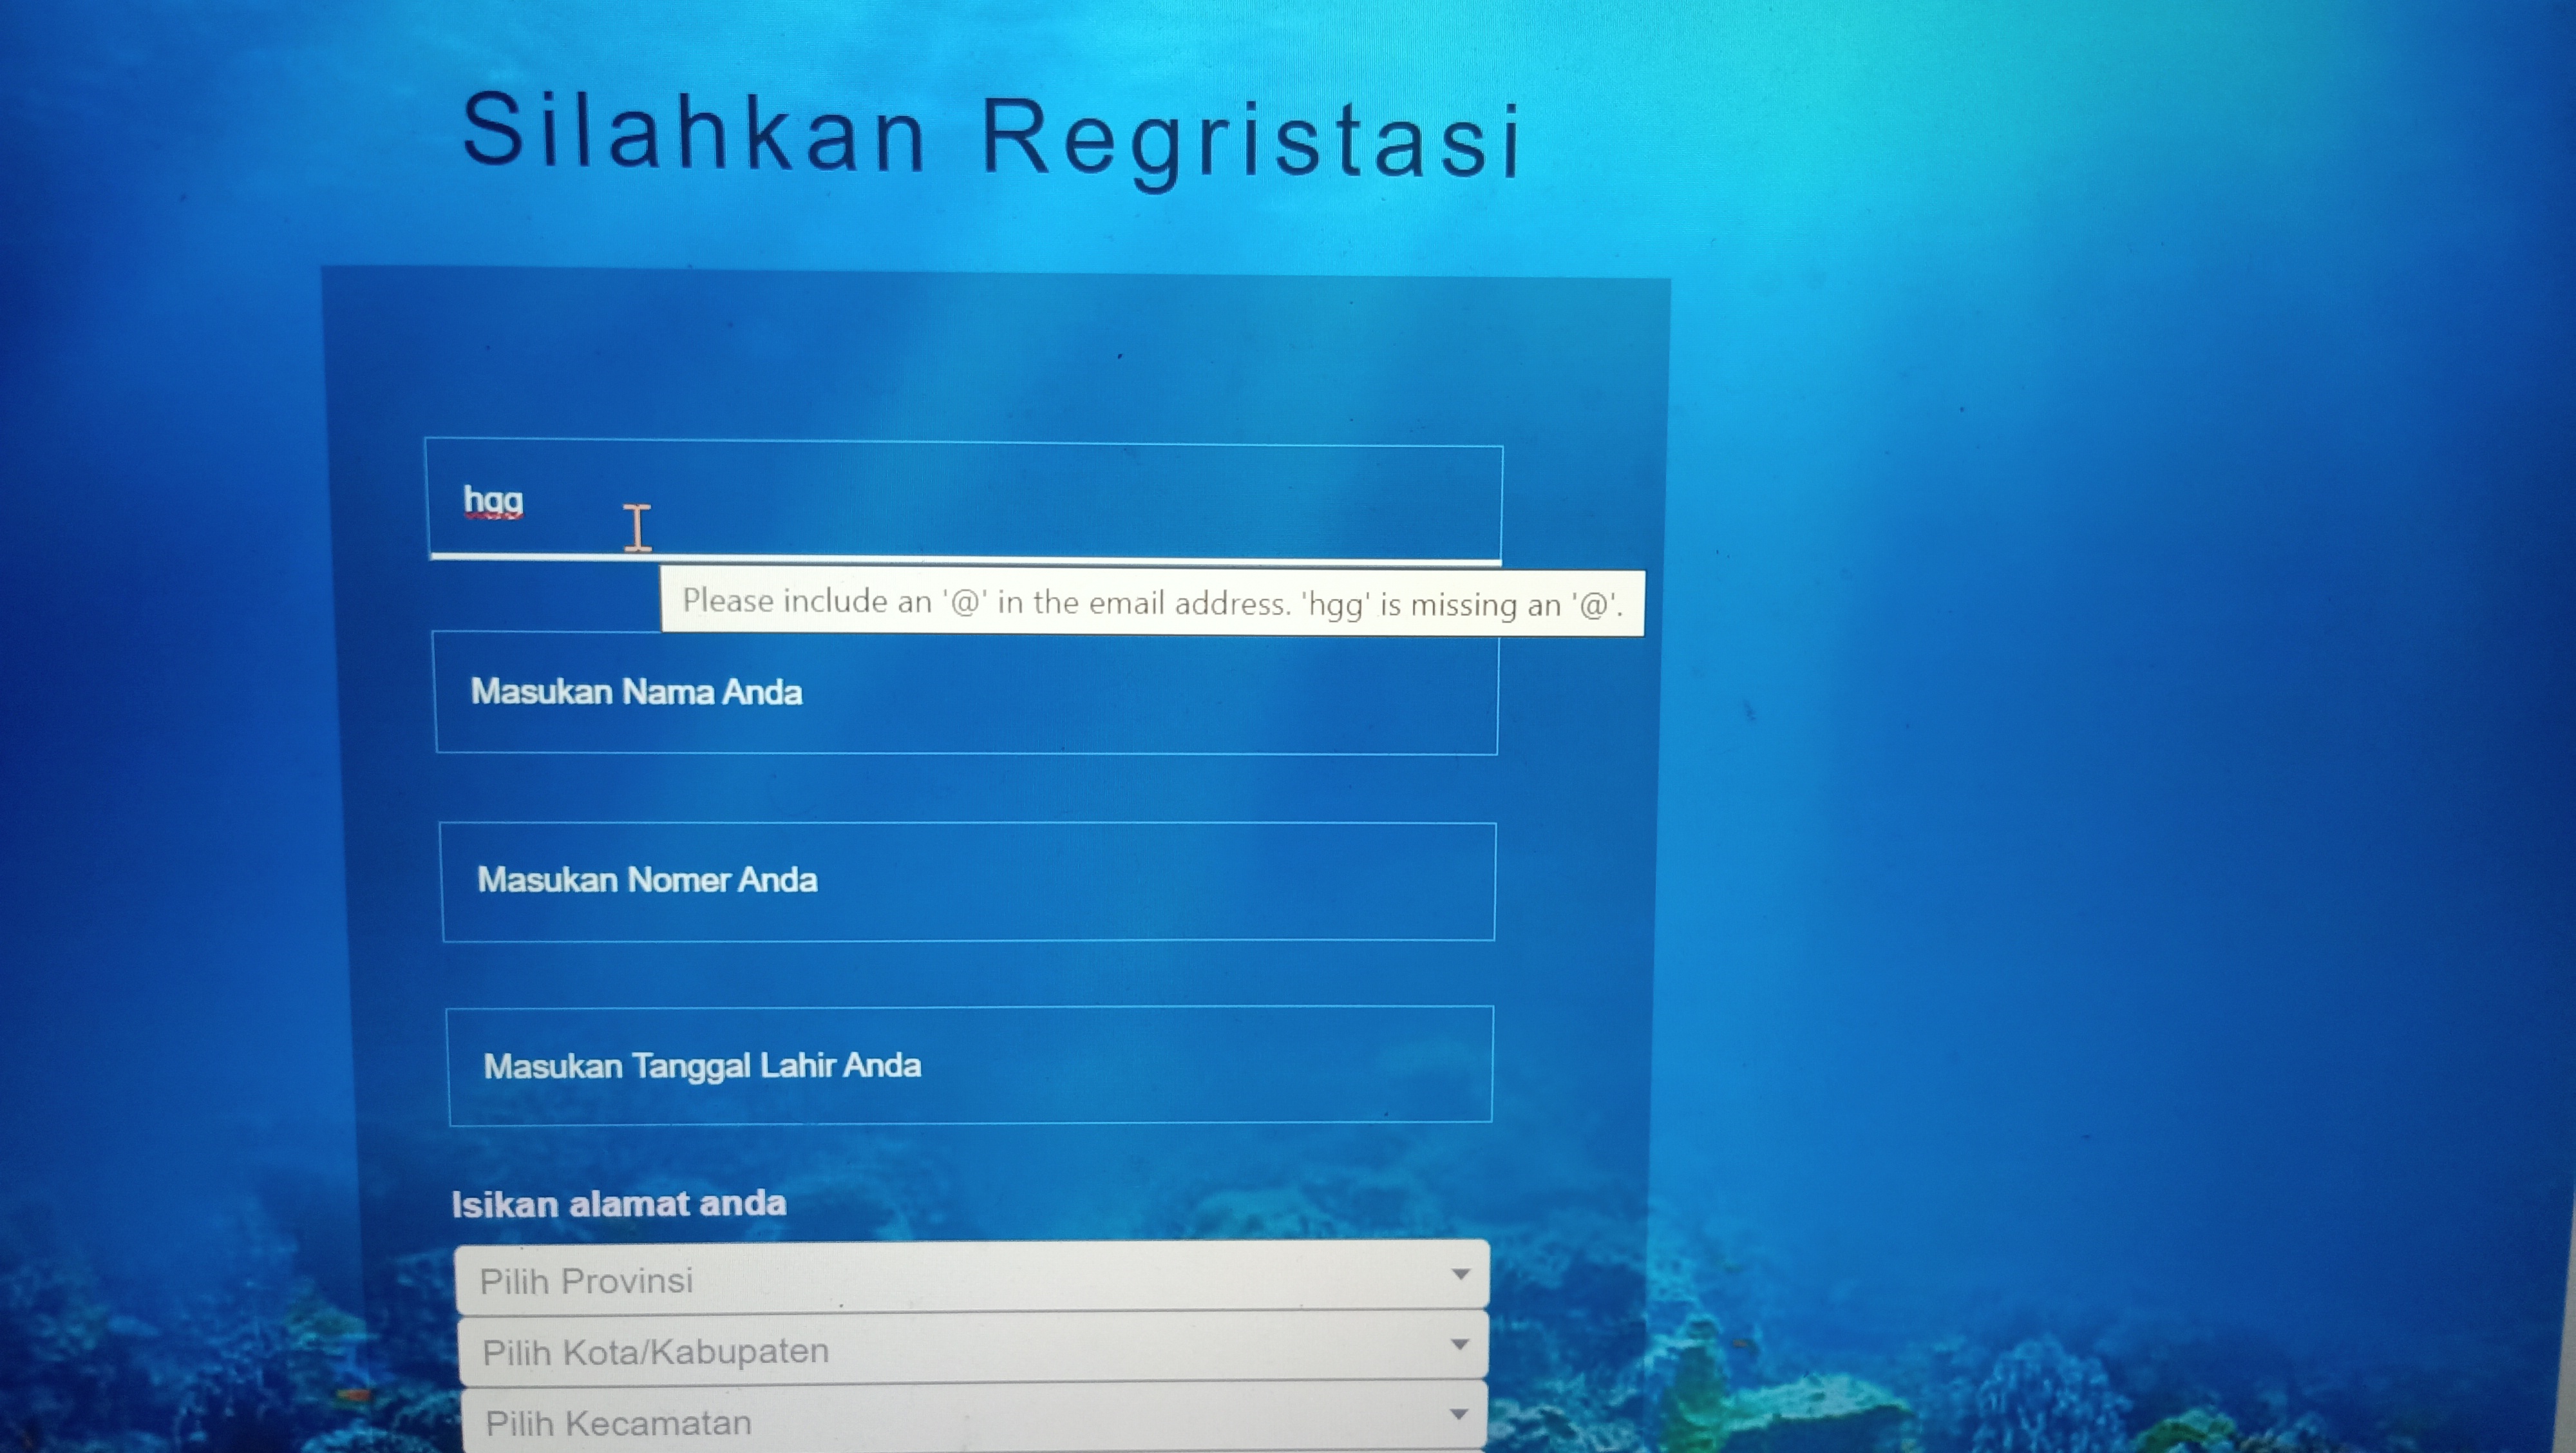 Silahkan Regristasi
hgg
Please include an '@' in the email address. 'hgg' is missing an '@'.
Masukan Nama Anda
Masukan Nomer Anda
Masukan Tanggal Lahir Anda
Isikan alamat anda
Pilih Provinsi
Pilih Kota/Kabupaten
Pilih Kecamatan